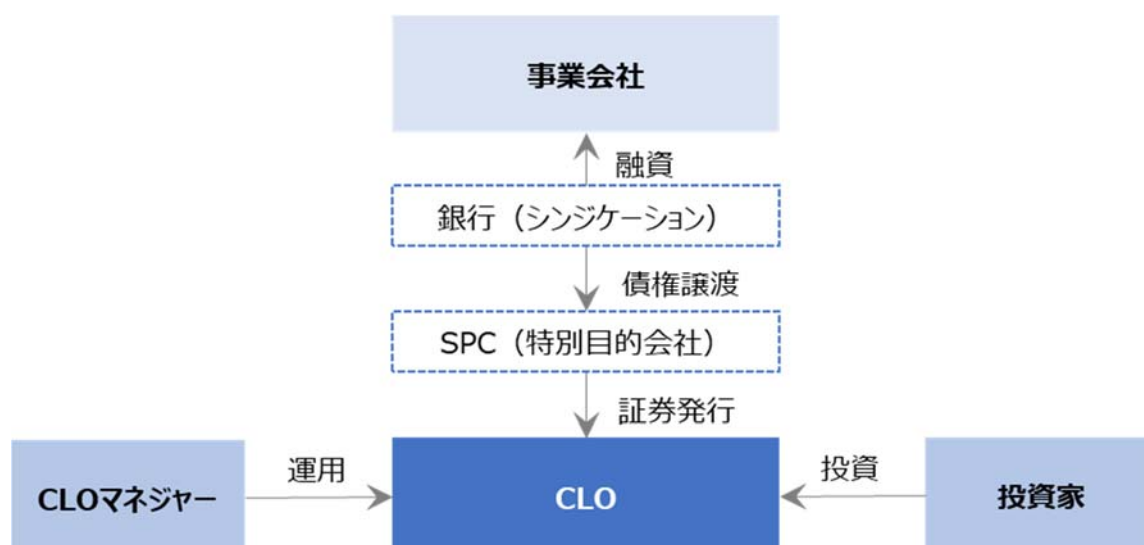 事業会社
融資
銀行（シンジケーション）
債権譲渡
SPC（特別目的会社）
証券発行
CLOマネジャー
運用
CLO
投資
投資家